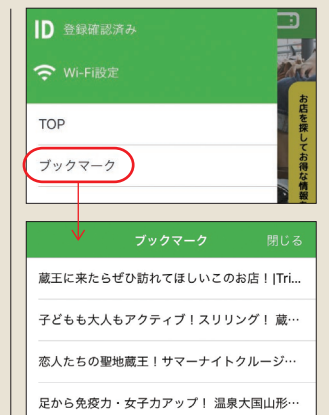 ID 登録確認済み
Wi-Fi設定
TOP
ブックマーク
お店を探してお得な情報を
ブックマーク 閉じる
蔵王に来たらぜひ訪れてほしいこのお店！|Tri...
子どもも大人もアクティブ！スリリング！ 蔵…
恋人たちの聖地蔵王！サマーナイトクルージ…
足から免疫力・女子力アップ！ 温泉大国山形…